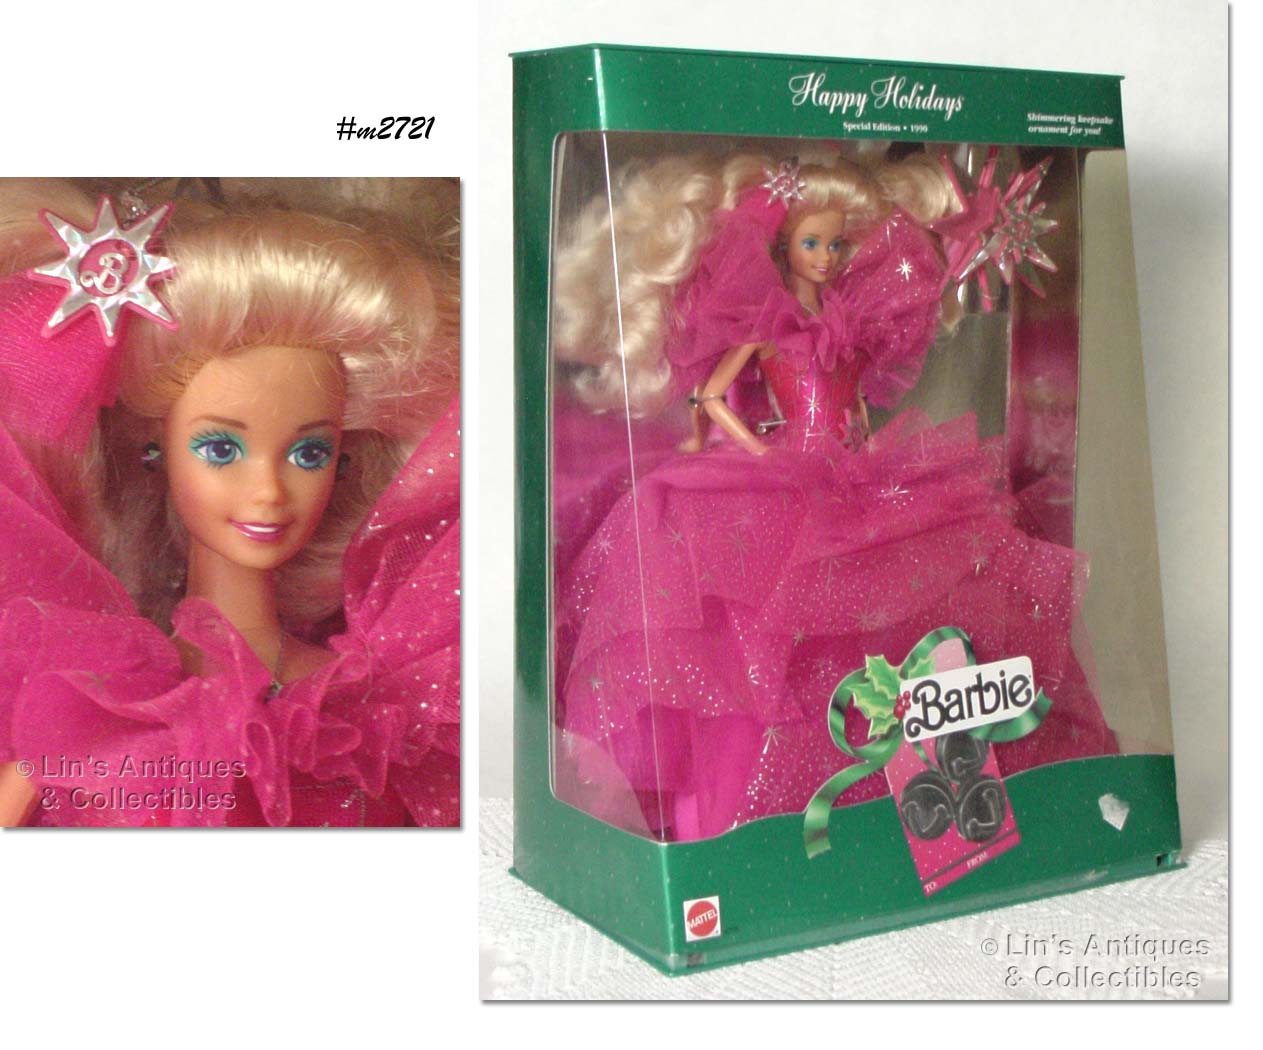 #m2721
B
© Lin's Antiques
& Collectibles
Happy Holidays
Special Edition • 1990
Shimmering keepsake
ornament for you!
Barbie
TO:
FROM:
MATTEL
© Lin's Antiques
& Collectibles